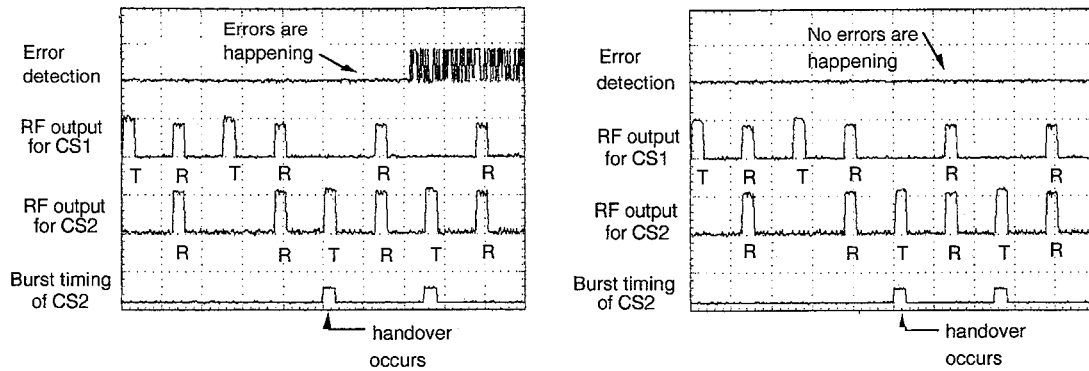 Error
detection
Errors are
happening
RF output
for CS1
T R T R R R
RF output
for CS2
R R T R T R
Burst timing
of CS2
handover
occurs
Error
detection
No errors are
happening
RF output
for CS1
T R T R R R
RF output
for CS2
R R T R T R
Burst timing
of CS2
handover
occurs